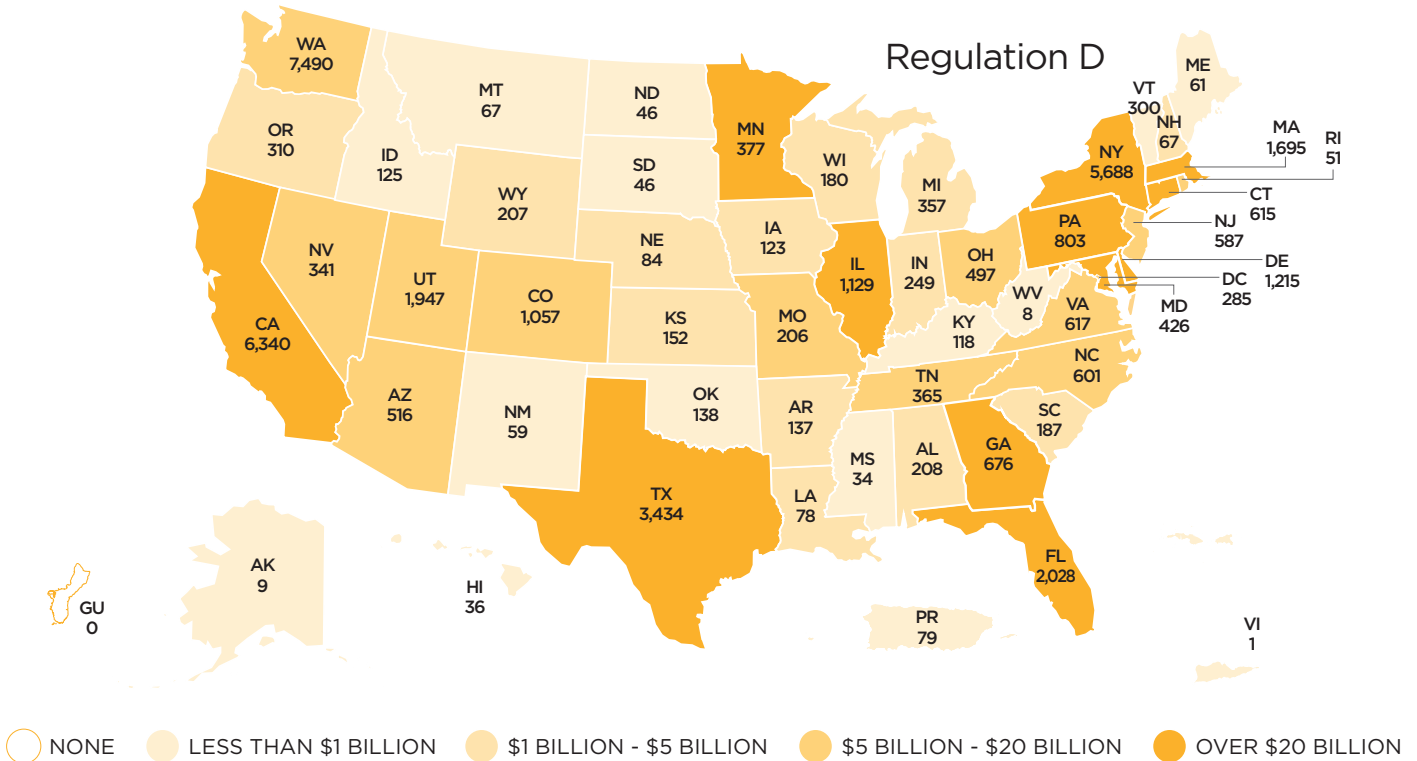 Regulation D
WA
7,490
MT
67
ND
46
MN
377
VT
300
ME
61
NH
67
MA
1,695
RI
51
OR
310
ID
125
SD
46
WI
180
MI
357
NY
5,688
CT
615
WY
207
NJ
587
NV
341
UT
1,947
CO
1,057
NE
84
IA
123
IL
1,129
IN
249
OH
497
PA
803
DE
1,215
DC
285
MD
426
WV
8
VA
617
CA
6,340
KS
152
MO
206
KY
118
NC
601
TN
365
AZ
516
NM
59
OK
138
AR
137
SC
187
MS
34
AL
208
GA
676
TX
3,434
LA
78
FL
2,028
AK
9
HI
36
GU
0
PR
79
VI
1
NONE
LESS THAN $1 BILLION
$1 BILLION - $5 BILLION
$5 BILLION - $20 BILLION
OVER $20 BILLION